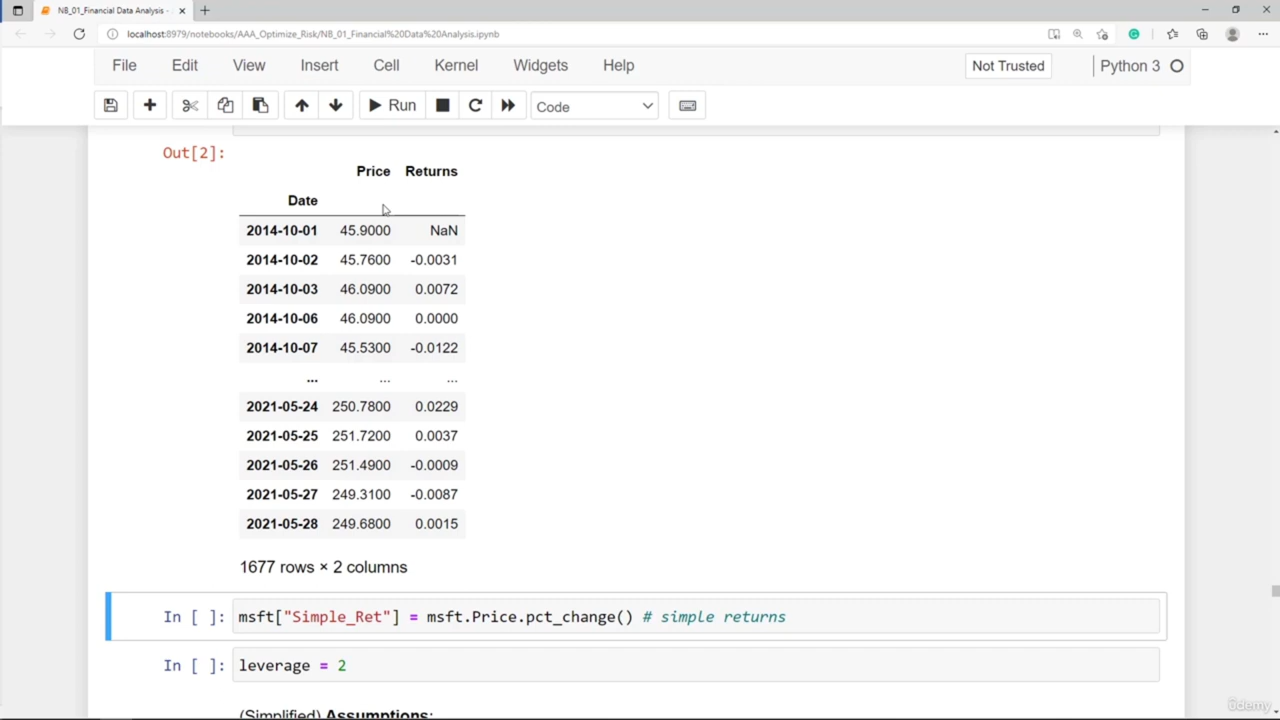 NB_01_Financial Data Analysis -
localhost:8979/notebooks/AAA_Optimize_Risk/NB_01_Financial%20Data%20Analysis.ipynb
File Edit View Insert Cell Kernel Widgets Help Not Trusted Python 3
Run Code
Out[2]:
Price Returns
Date
2014-10-01 45.9000 NaN
2014-10-02 45.7600 -0.0031
2014-10-03 46.0900 0.0072
2014-10-06 46.0900 0.0000
2014-10-07 45.5300 -0.0122
... ... ...
2021-05-24 250.7800 0.0229
2021-05-25 251.7200 0.0037
2021-05-26 251.4900 -0.0009
2021-05-27 249.3100 -0.0087
2021-05-28 249.6800 0.0015
1677 rows × 2 columns
In [ ]: msft["Simple_Ret"] = msft.Price.pct_change() # simple returns
In [ ]: leverage = 2
(Simplified) Assumptions:
Udemy